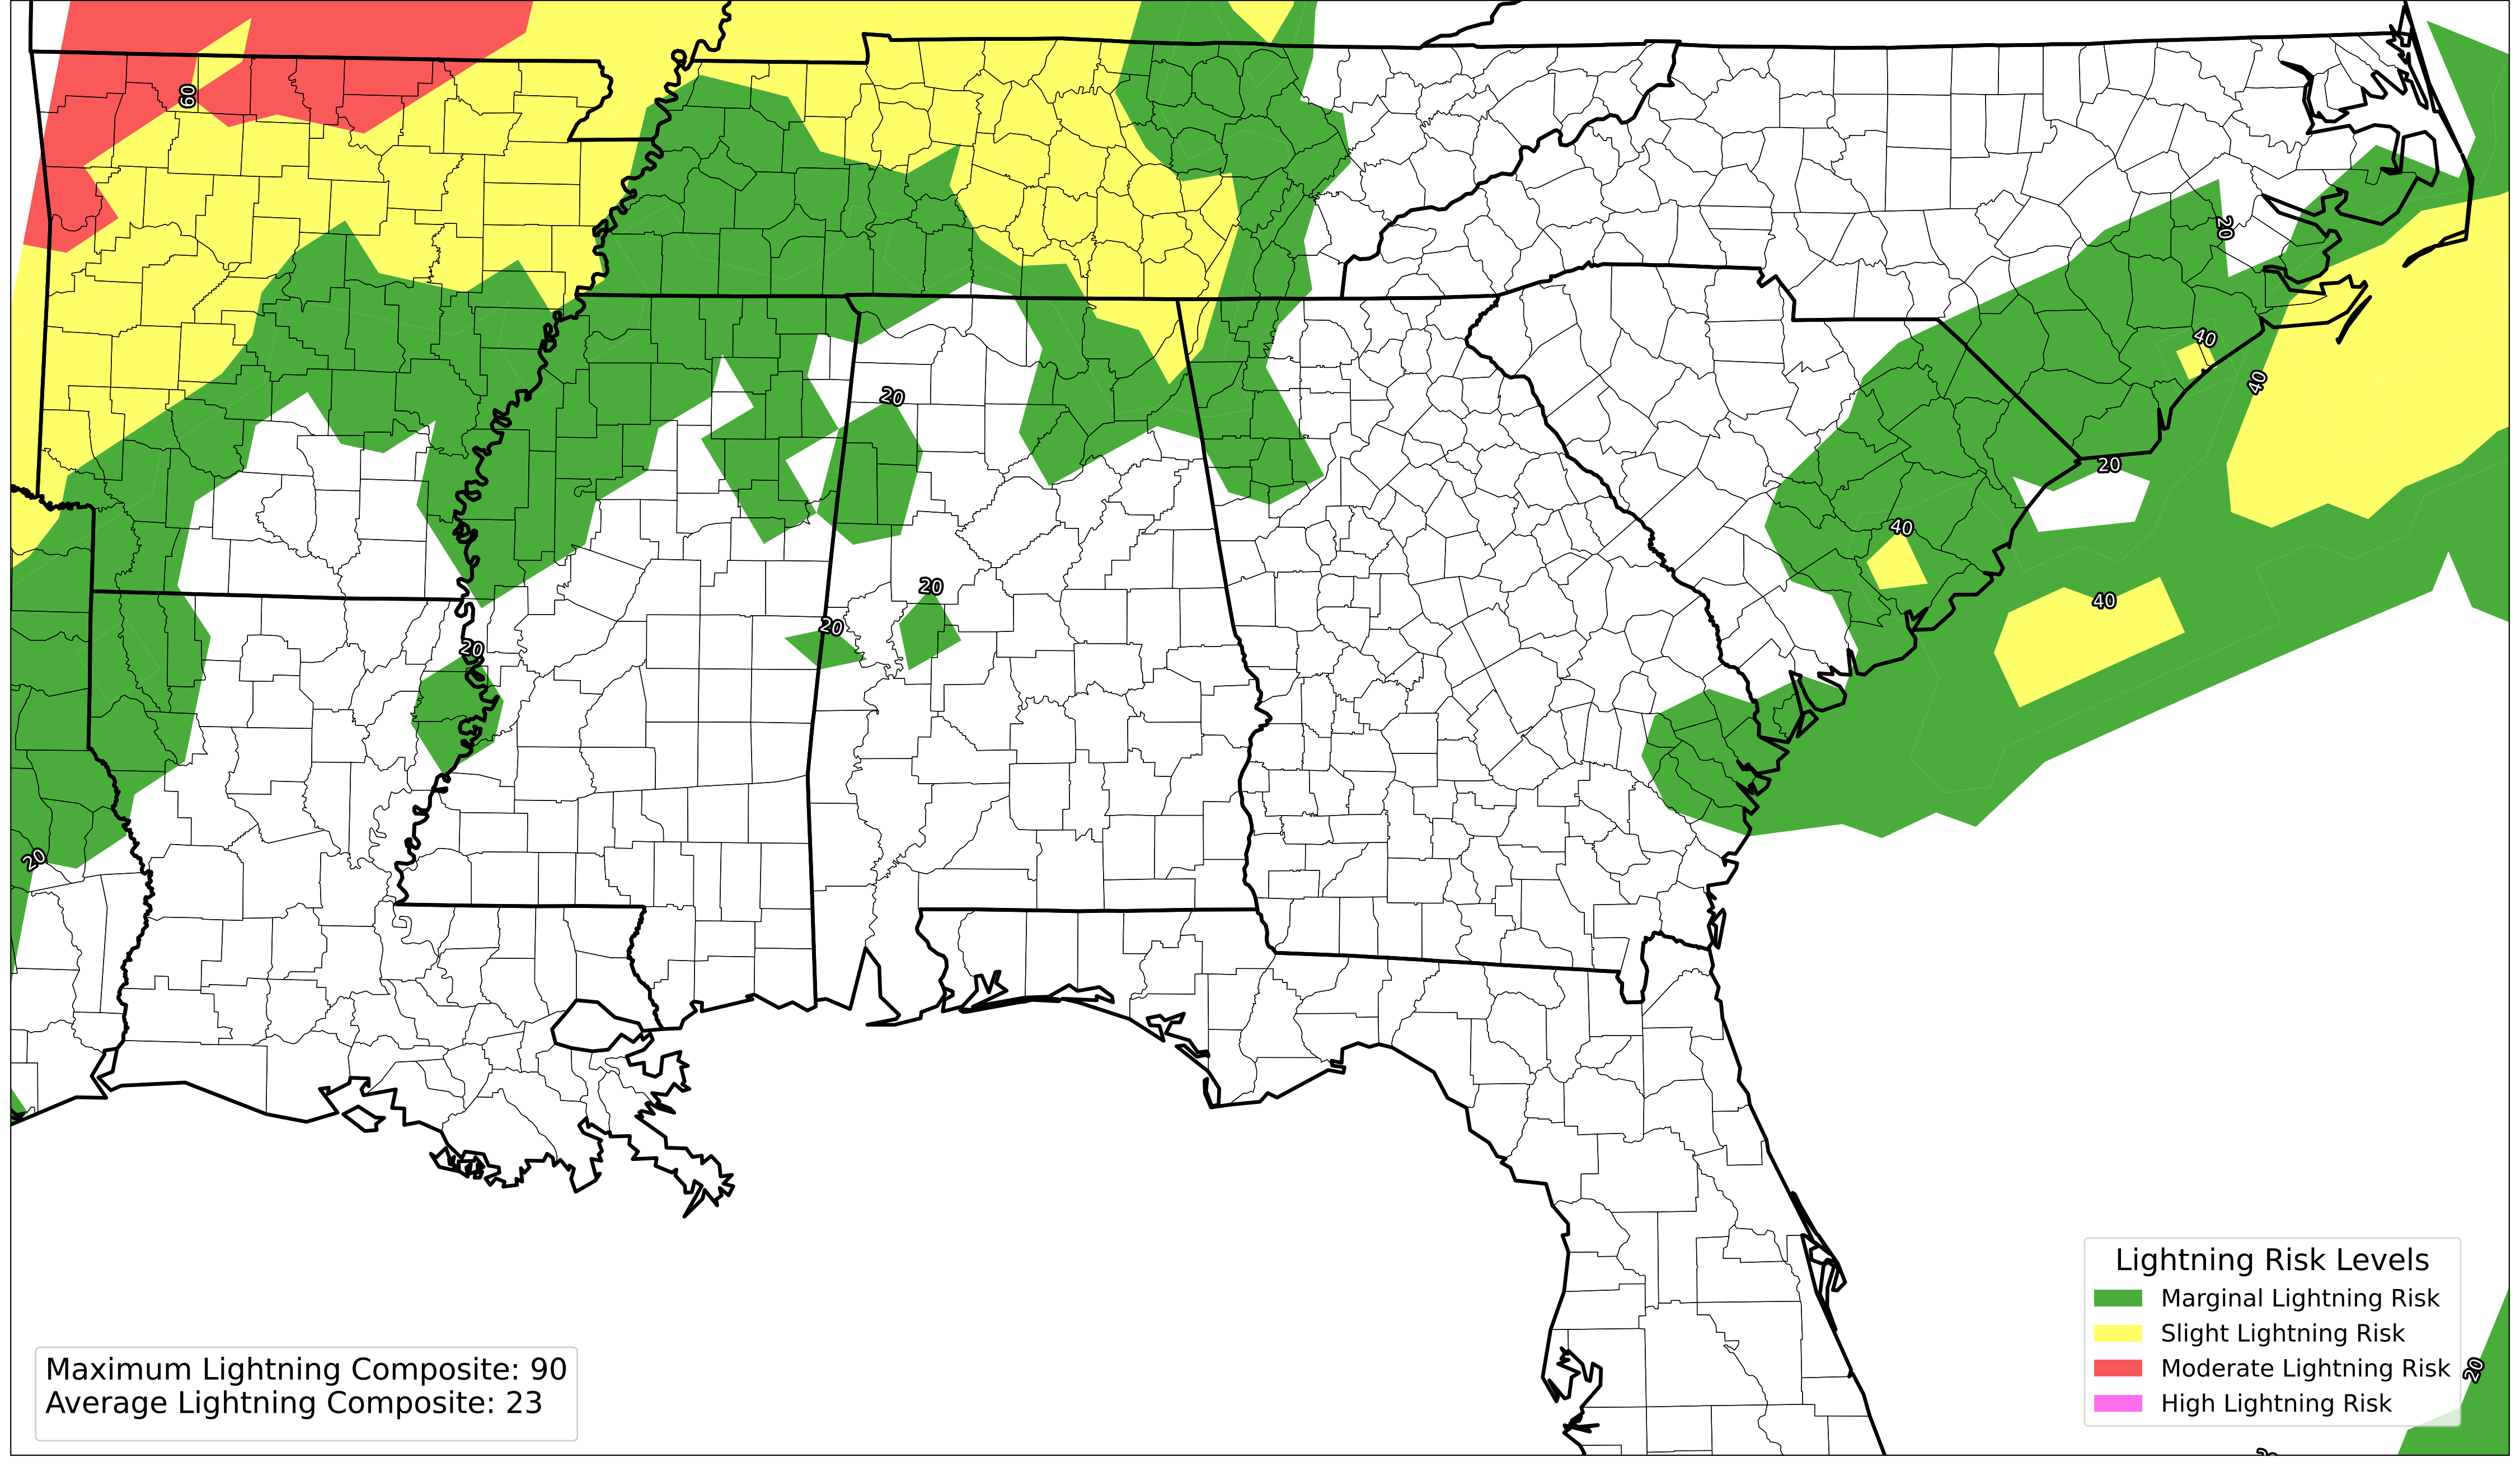 60
20
40
40
20
20
40
20
40
20
20
20
Lightning Risk Levels
Marginal Lightning Risk
Slight Lightning Risk
Moderate Lightning Risk
High Lightning Risk
20
Maximum Lightning Composite: 90
Average Lightning Composite: 23